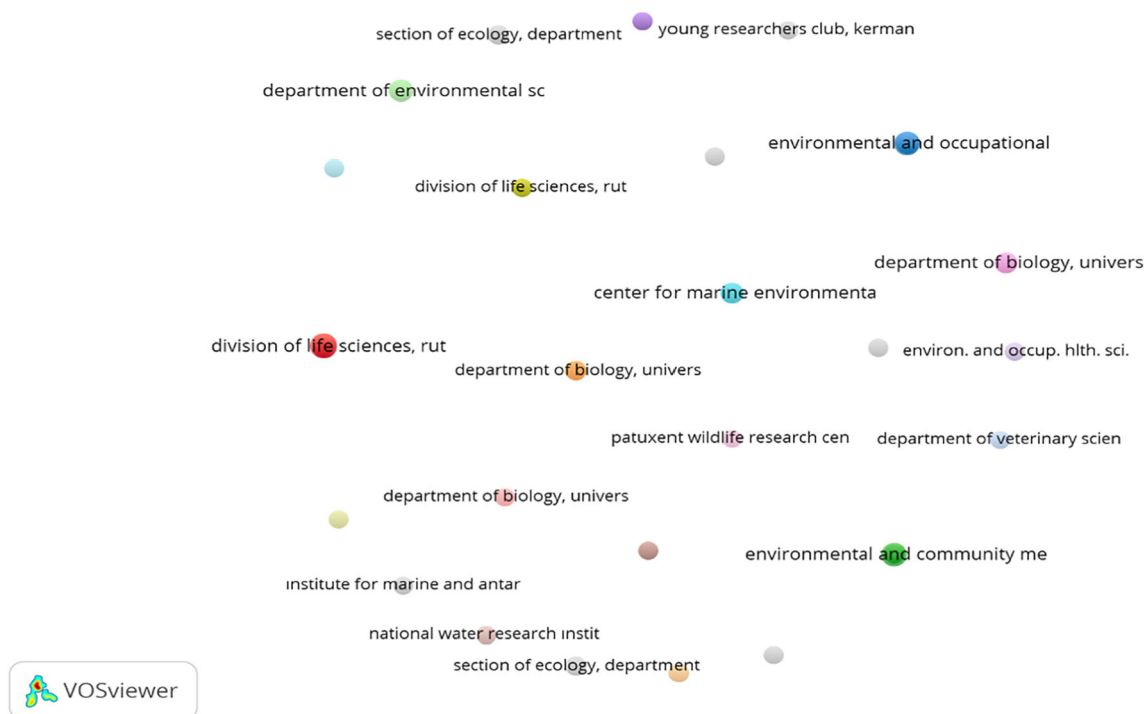 section of ecology, department
young researchers club, kerman
department of environmental sc
environmental and occupational
division of life sciences, rut
department of biology, univers
center for marine environmenta
division of life sciences, rut
environ. and occup. hlth. sci.
department of biology, univers
patuxent wildlife research cen
department of veterinary scien
department of biology, univers
environmental and community me
institute for marine and antar
national water research instit
section of ecology, department
VOSviewer